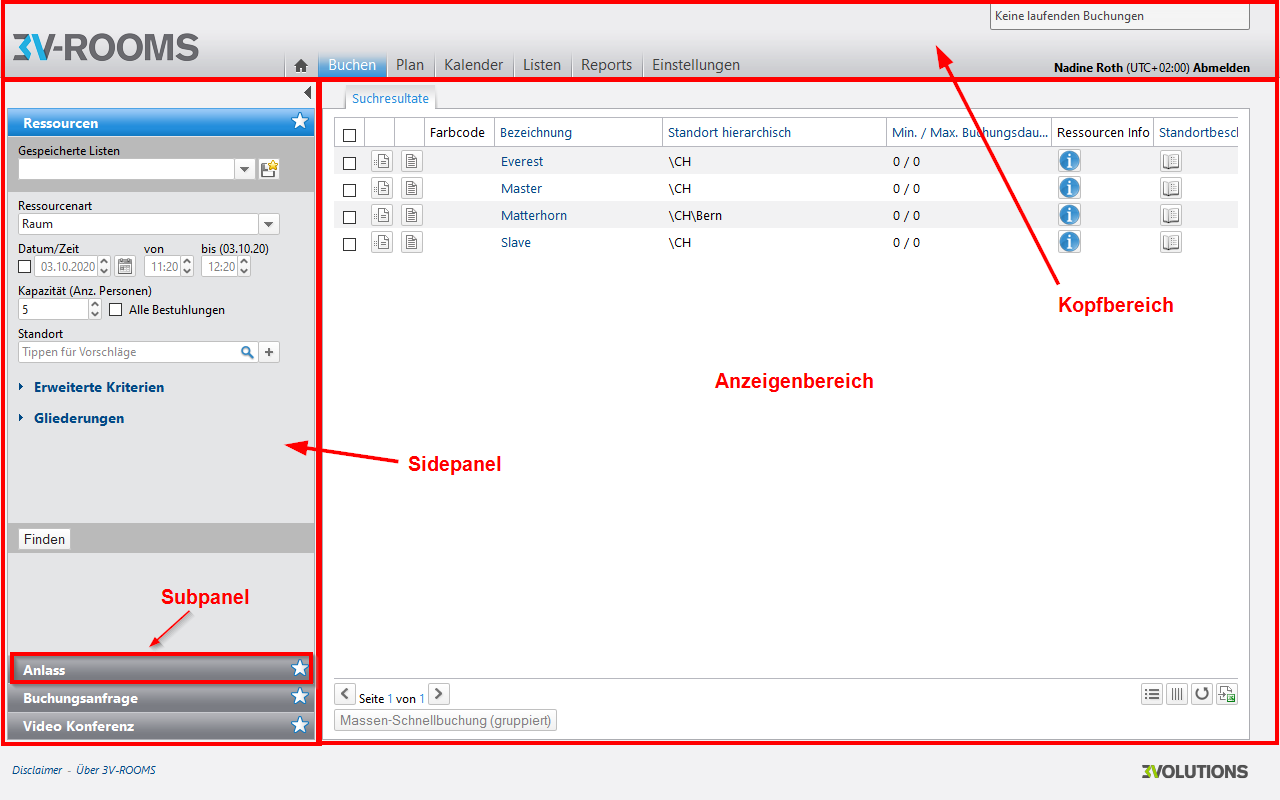 Keine laufenden Buchungen
3V-ROOMS
Buchen Plan Kalender Listen Reports Einstellungen
Nadine Roth (UTC+02:00) Abmelden
Ressourcen
Gespeicherte Listen
Ressourcenart
Raum
Datum/Zeit von bis (03.10.20)
03.10.2020 11:20 12:20
Kapazität (Anz. Personen)
5 Alle Bestuhlungen
Standort
Tippen für Vorschläge +
Erweiterte Kriterien
Gliederungen
Finden
Subpanel
Anlass
Buchungsanfrage
Video Konferenz
Sidepanel
Suchresultate
Farbcode Bezeichnung Standort hierarchisch Min. / Max. Buchungsdau... Ressourcen Info Standortbesch
Everest \CH 0 / 0
Master \CH 0 / 0
Matterhorn \CH\Bern 0 / 0
Slave \CH 0 / 0
Kopfbereich
Anzeigenbereich
Seite 1 von 1
Massen-Schnellbuchung (gruppiert)
Disclaimer - Über 3V-ROOMS
3VOLUTIONS